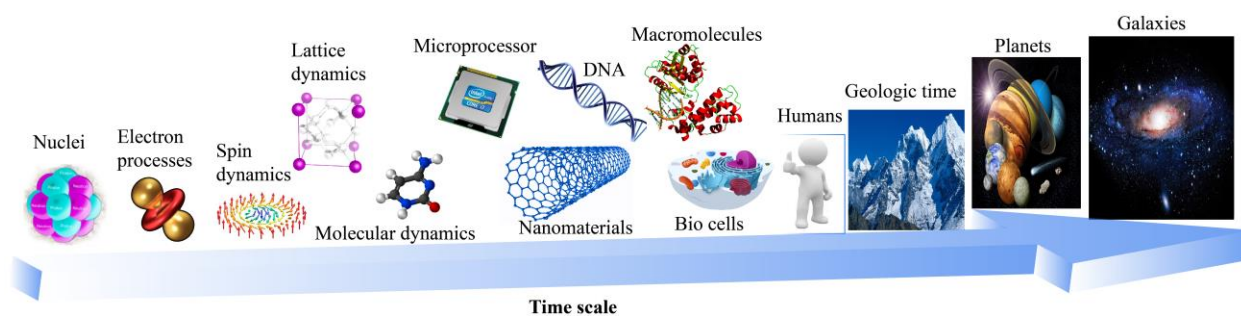 Nuclei
Electron
processes
Spin
dynamics
Lattice
dynamics
Molecular dynamics
Microprocessor
DNA
Nanomaterials
Macromolecules
Bio cells
Humans
Geologic time
Planets
Galaxies
Time scale